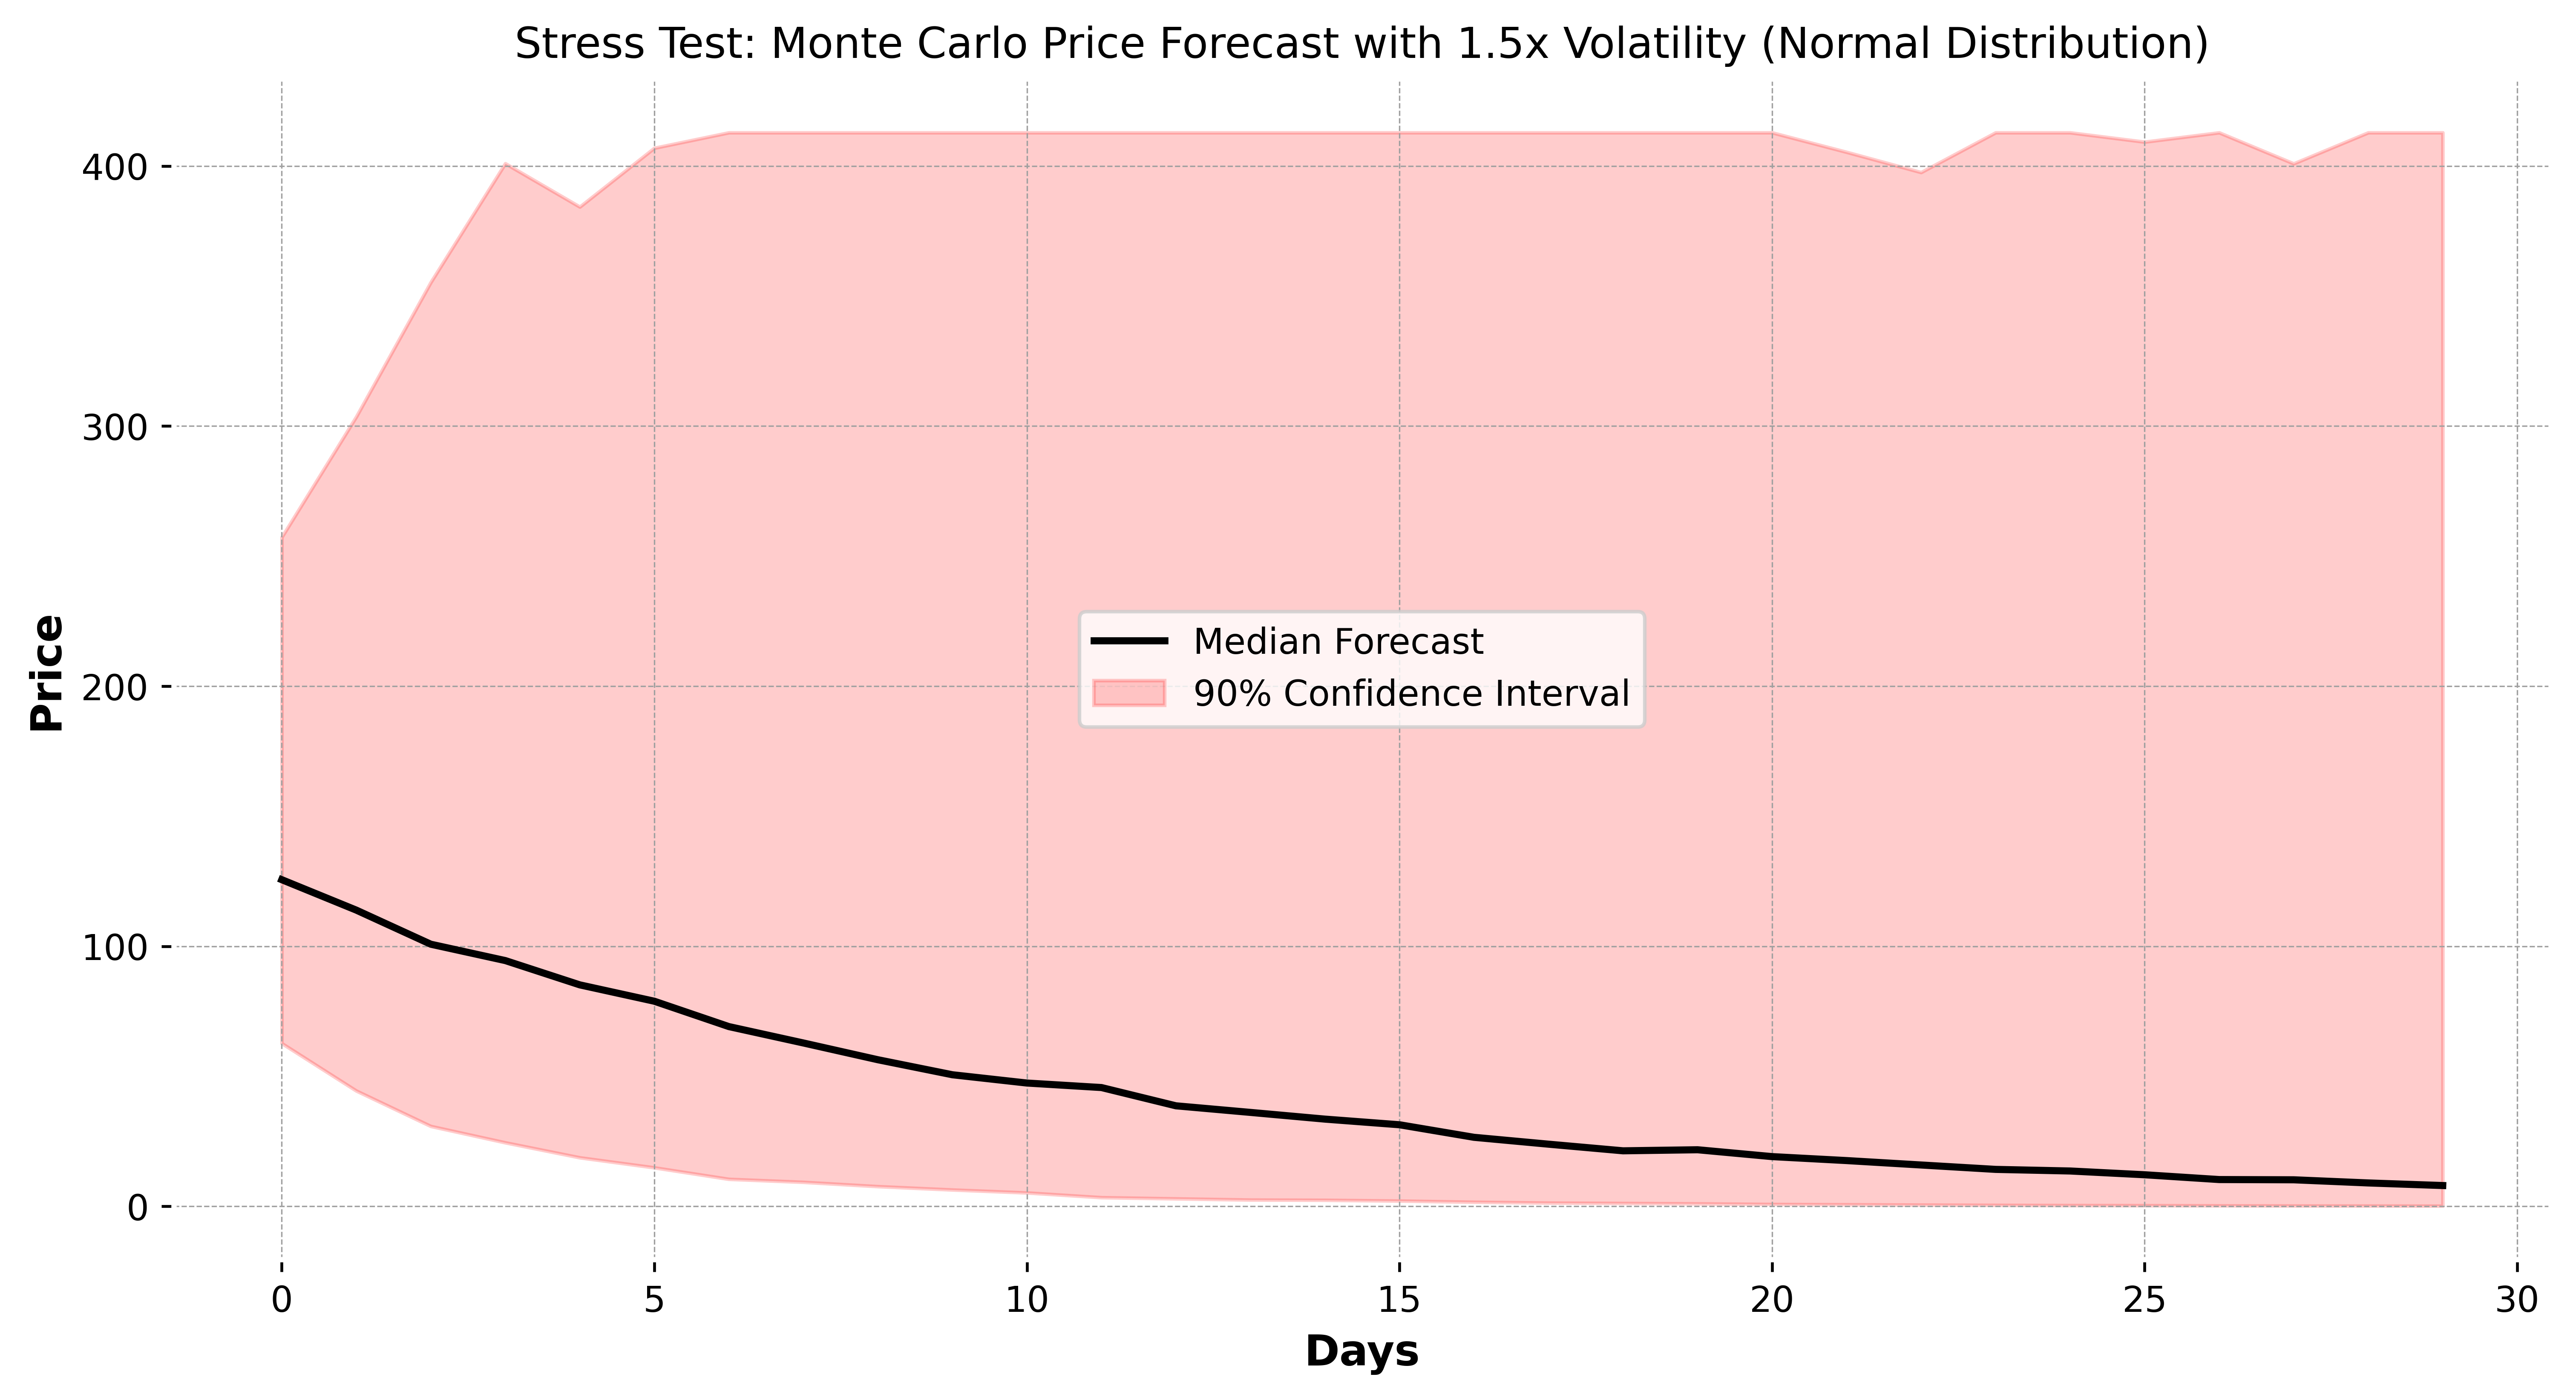 Stress Test: Monte Carlo Price Forecast with 1.5x Volatility (Normal Distribution)
400
300
200
100
0
Price
Median Forecast
90% Confidence Interval
0 5 10 15 20 25 30
Days